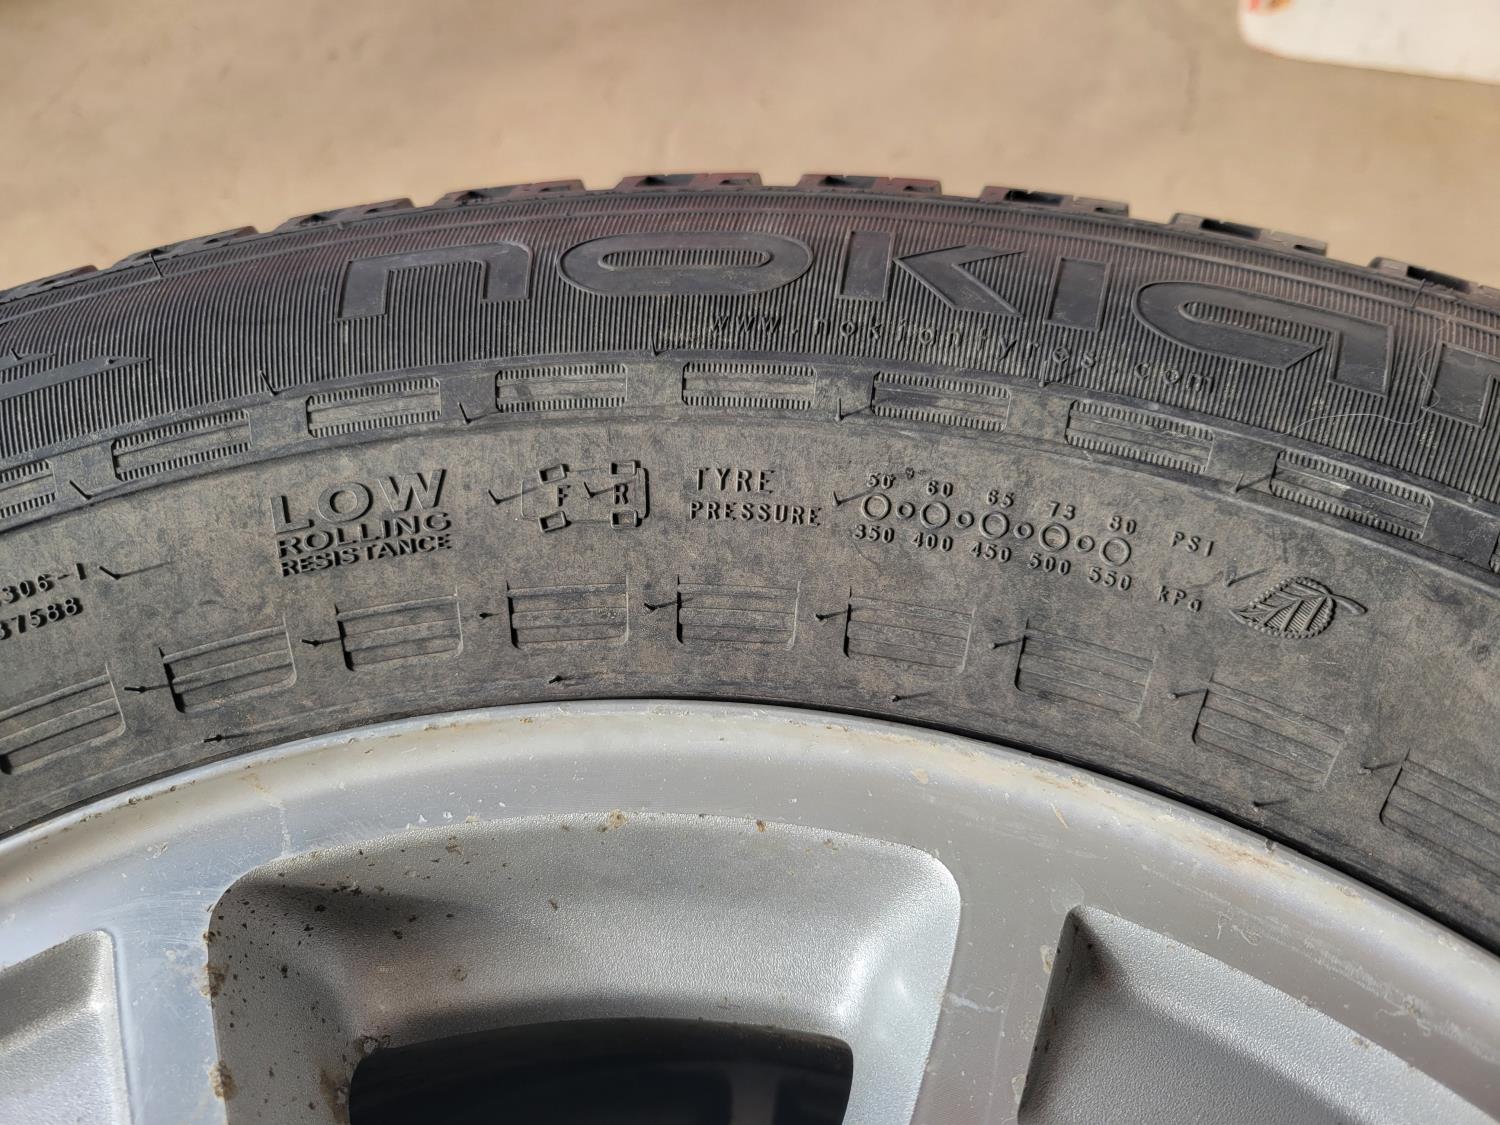 nokian
www.nokiantyres.com
LOW
ROLLING
RESISTANCE
F R
TYRE
PRESSURE
50 60 65 73 80 PSI
350 400 450 500 550 kPa
306-1
37588